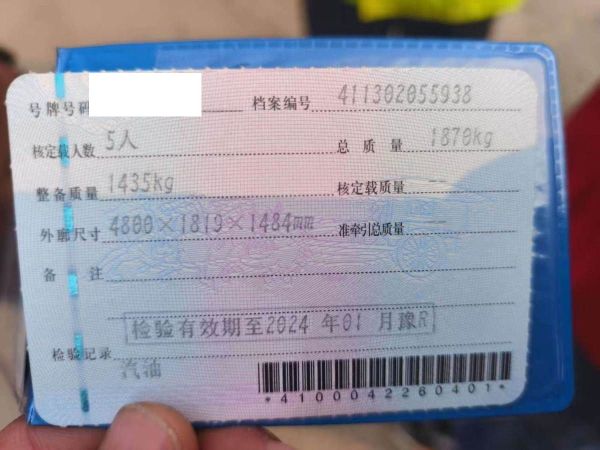 号牌号码 档案编号 411302055938
核定载人数 5人 总质量 1870kg
整备质量 1435kg 核定载质量 --
外廓尺寸 4800×1819×1484mm 准牵引总质量 --
备注
检验有效期至2024 年01 月豫R
检验记录
汽油
*4100042260401*